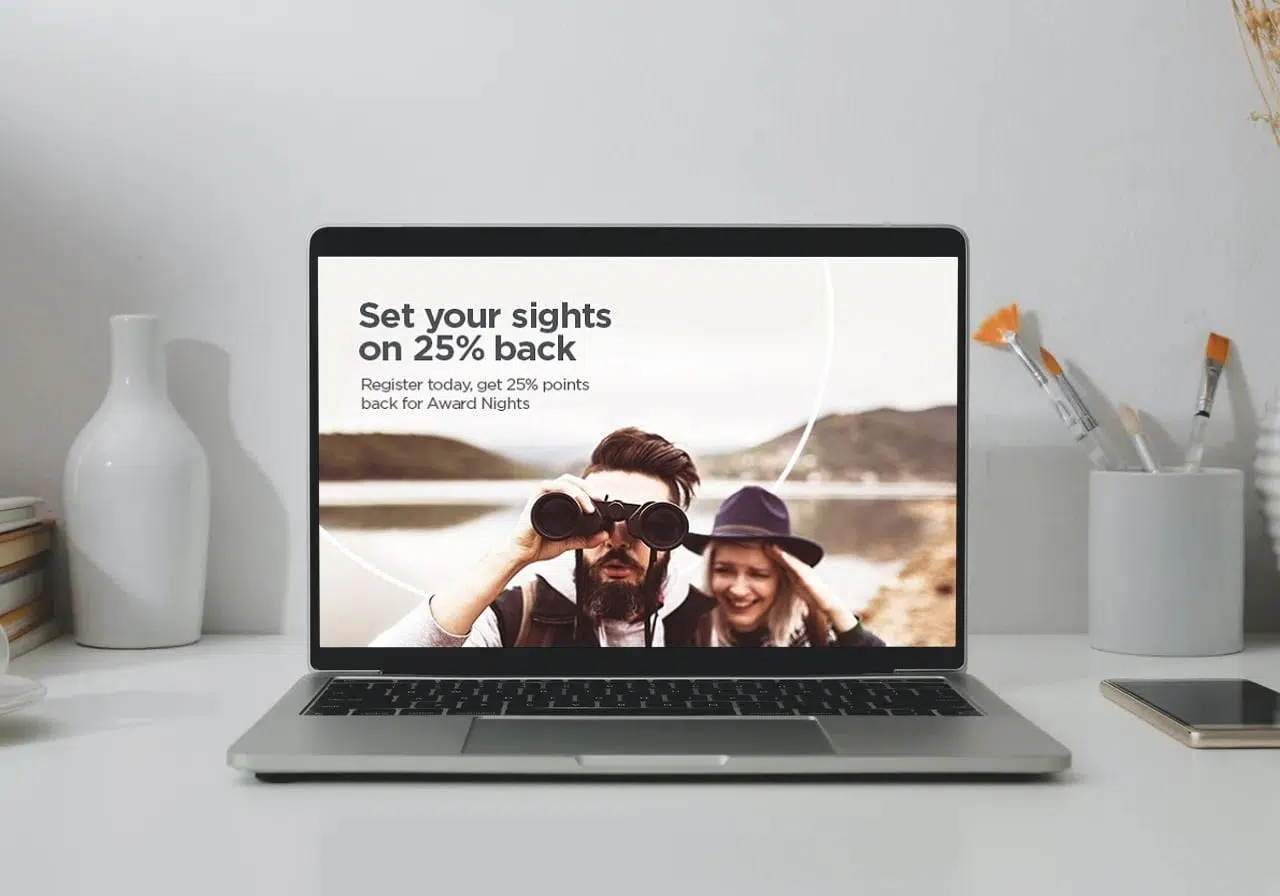 Set your sights
on 25% back
Register today, get 25% points
back for Award Nights